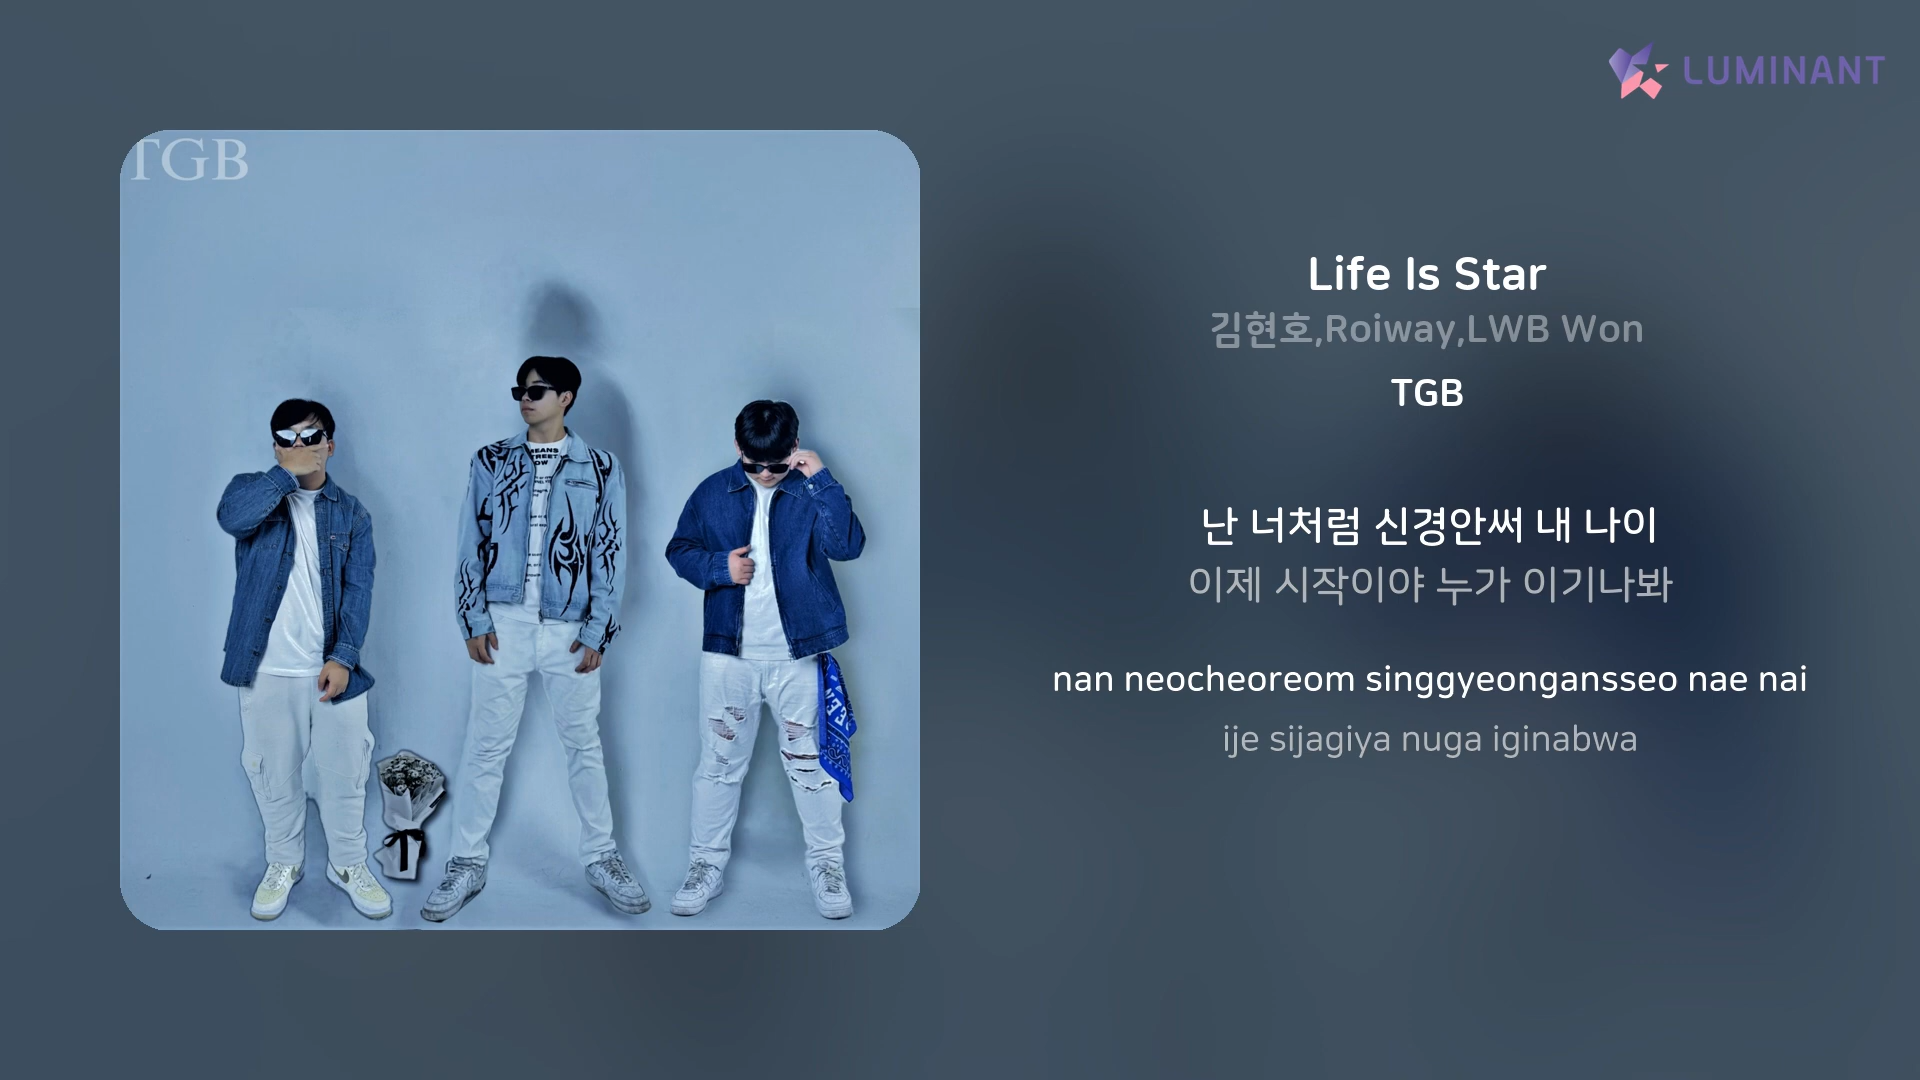 TGB
LUMINANT
Life Is Star
김현호,Roiway,LWB Won
TGB
난 너처럼 신경안써 내 나이
이제 시작이야 누가 이기나봐
nan neocheoreom singgyeongansseo nae nai
ije sijagiya nuga iginabwa